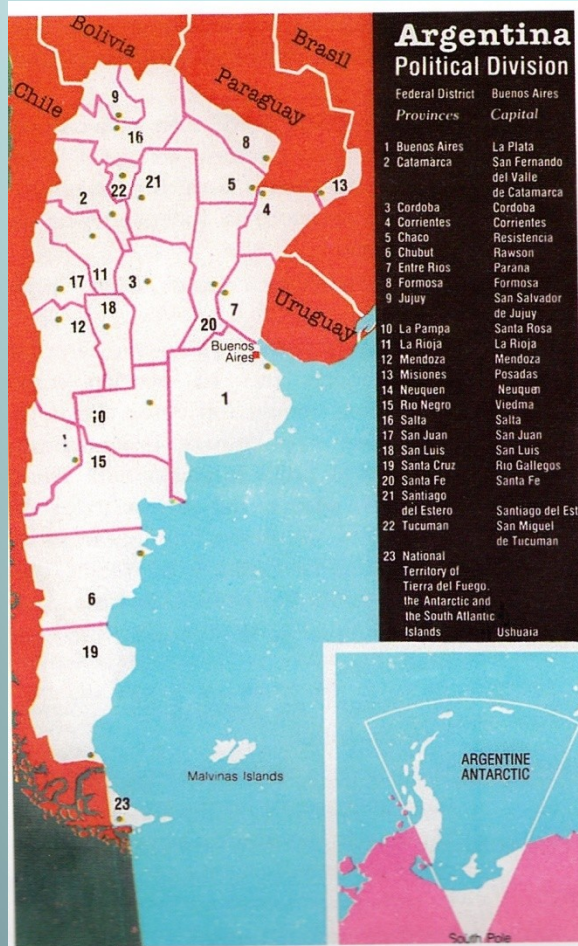 Argentina
Political Division
Federal District Buenos Aires
Provinces Capital
1 Buenos Aires La Plata
2 Catamarca San Fernando
del Valle
de Catamarca
3 Cordoba Cordoba
4 Corrientes Corrientes
5 Chaco Resistencia
6 Chubut Rawson
7 Entre Rios Parana
8 Formosa Formosa
9 Jujuy San Salvador
de Jujuy
10 La Pampa Santa Rosa
11 La Rioja La Rioja
12 Mendoza Mendoza
13 Misiones Posadas
14 Neuquen Neuquen
15 Rio Negro Viedma
16 Salta Salta
17 San Juan San Juan
18 San Luis San Luis
19 Santa Cruz Rio Gallegos
20 Santa Fe Santa Fe
21 Santiago
del Estero Santiago del Est
22 Tucuman San Miguel
de Tucuman
23 National
Territory of
Tierra del Fuego.
the Antarctic and
the South Atlantic
Islands Ushuaia
Bolivia
Brasil
Paraguay
Chile
9
16
8
13
22
21
5
4
2
17
11
3
18
7
12
20
Uruguay
Buenos
Aires
1
10
15
6
19
Malvinas Islands
23
ARGENTINE
ANTARCTIC
South Pole